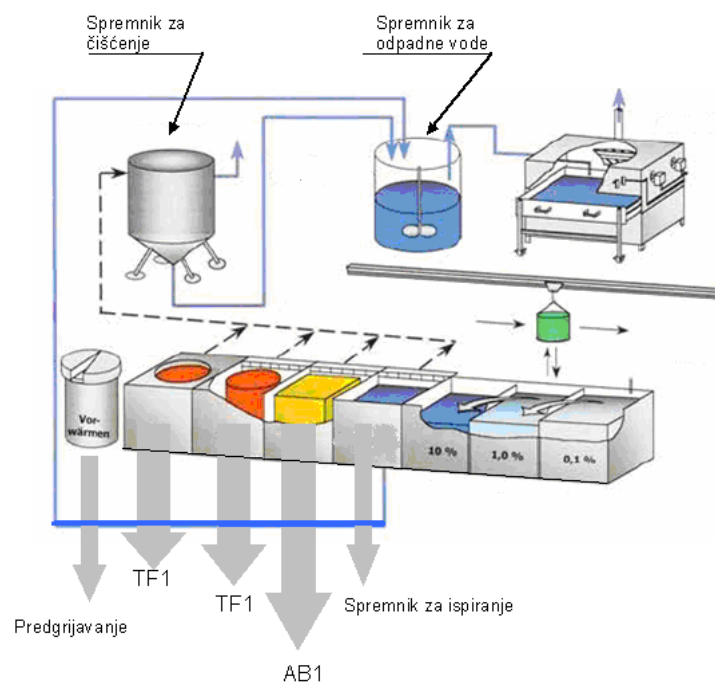 Spremnik za
čišćenje
Spremnik za
odpadne vode
Vor-
wärmen
10 %
1,0 %
0,1 %
TF1
TF1
Spremnik za ispiranje
Predgrijavanje
AB1